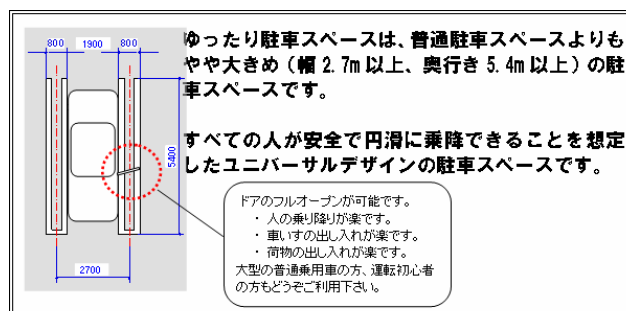 800 1900 800
ゆったり駐車スペースは、普通駐車スペースよりも
やや大きめ（幅2.7m以上、奥行き5.4m以上）の駐
車スペースです。
すべての人が安全で円滑に乗降できることを想定
したユニバーサルデザインの駐車スペースです。
5400
ドアのフルオープンが可能です。
・ 人の乗り降りが楽です。
・ 車いすの出し入れが楽です。
・ 荷物の出し入れが楽です。
大型の普通乗用車の方、運転初心者
の方もどうぞご利用下さい。
2700